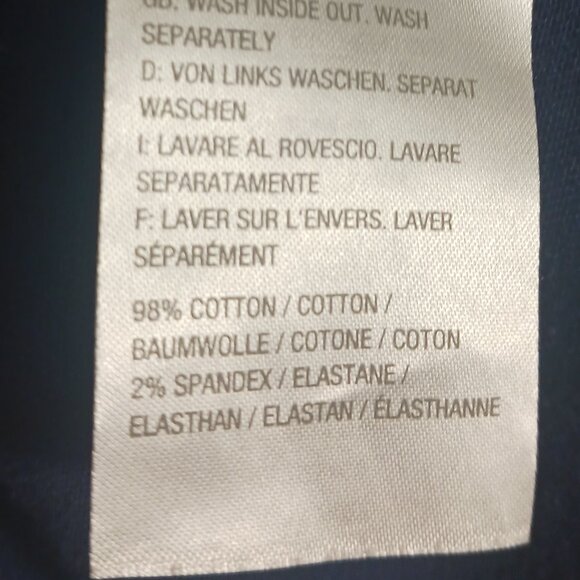 GB: WASH INSIDE OUT. WASH
SEPARATELY
D: VON LINKS WASCHEN. SEPARAT
WASCHEN
I: LAVARE AL ROVESCIO. LAVARE
SEPARATAMENTE
F: LAVER SUR L'ENVERS. LAVER
SÉPARÉMENT
98% COTTON / COTTON /
BAUMWOLLE / COTONE / COTON
2% SPANDEX / ELASTANE /
ELASTHAN / ELASTAN / ÉLASTHANNE